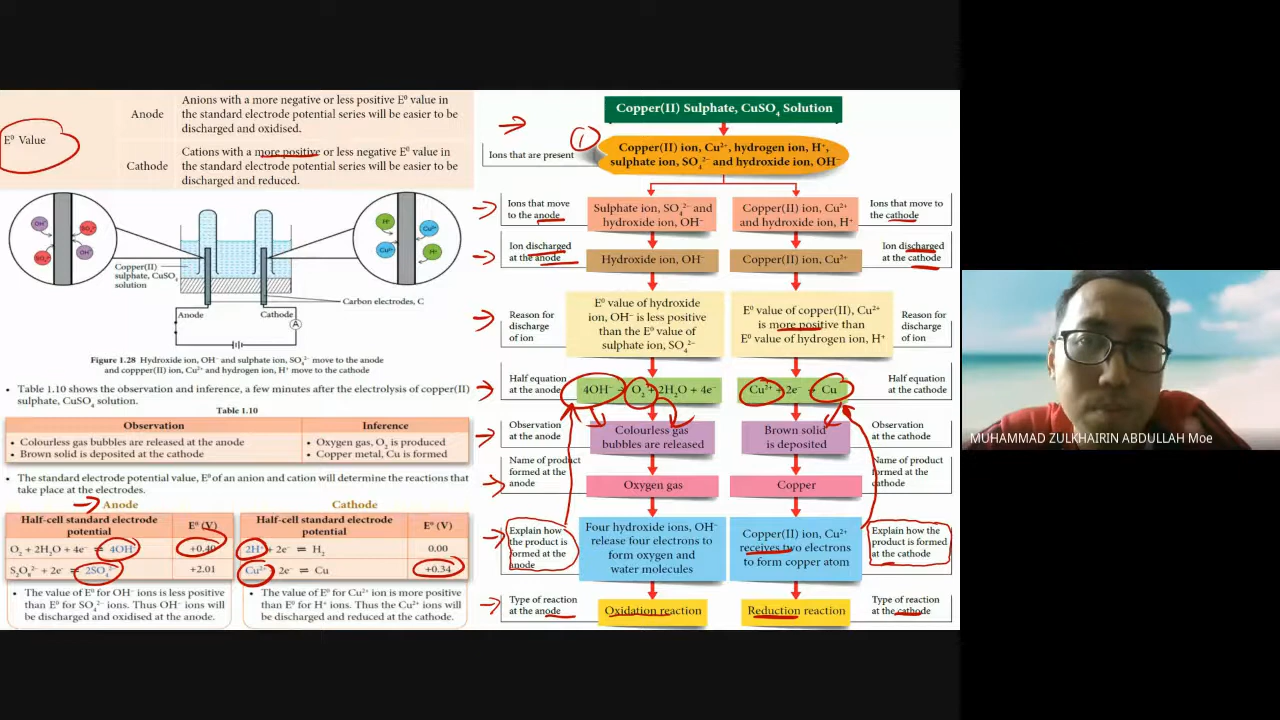 E⁰ Value
Anode
Anions with a more negative or less positive E⁰ value in
the standard electrode potential series will be easier to be
discharged and oxidised.
Cathode
Cations with a more positive or less negative E⁰ value in
the standard electrode potential series will be easier to be
discharged and reduced.
OH⁻
SO₄²⁻
SO₄²⁻
OH⁻
H⁺
Cu²⁺
Cu²⁺
H⁺
Copper(II)
sulphate, CuSO₄
solution
Carbon electrodes, C
Anode
Cathode
A
Figure 1.28 Hydroxide ion, OH⁻ and sulphate ion, SO₄²⁻ move to the anode
and coppper(II) ion, Cu²⁺ and hydrogen ion, H⁺ move to the cathode
• Table 1.10 shows the observation and inference, a few minutes after the electrolysis of copper(II)
sulphate, CuSO₄ solution.
Table 1.10
Observation
Inference
• Colourless gas bubbles are released at the anode
• Brown solid is deposited at the cathode
• Oxygen gas, O₂ is produced
• Copper metal, Cu is formed
• The standard electrode potential value, E⁰ of an anion and cation will determine the reactions that
take place at the electrodes.
Anode
Half-cell standard electrode
potential
E⁰ (V)
O₂ + 2H₂O + 4e⁻ ⇌ 4OH⁻
+0.40
S₂O₈²⁻ + 2e⁻ ⇌ 2SO₄²⁻
+2.01
• The value of E⁰ for OH⁻ ions is less positive
than E⁰ for SO₄²⁻ ions. Thus OH⁻ ions will
be discharged and oxidised at the anode.
Cathode
Half-cell standard electrode
potential
E⁰ (V)
2H⁺ + 2e⁻ ⇌ H₂
0.00
Cu²⁺ + 2e⁻ ⇌ Cu
+0.34
• The value of E⁰ for Cu²⁺ ion is more positive
than E⁰ for H⁺ ions. Thus the Cu²⁺ ions will
be discharged and reduced at the cathode.
Copper(II) Sulphate, CuSO₄ Solution
1
Ions that are present
Copper(II) ion, Cu²⁺, hydrogen ion, H⁺,
sulphate ion, SO₄²⁻ and hydroxide ion, OH⁻
Ions that move
to the anode
Sulphate ion, SO₄²⁻ and
hydroxide ion, OH⁻
Copper(II) ion, Cu²⁺
and hydroxide ion, H⁺
Ions that move to
the cathode
Ion discharged
at the anode
Hydroxide ion, OH⁻
Copper(II) ion, Cu²⁺
Ion discharged
at the cathode
Reason for
discharge
of ion
E⁰ value of hydroxide
ion, OH⁻ is less positive
than the E⁰ value of
sulphate ion, SO₄²⁻
E⁰ value of copper(II), Cu²⁺
is more positive than
E⁰ value of hydrogen ion, H⁺
Reason for
discharge
of ion
Half equation
at the anode
4OH⁻ → O₂ + 2H₂O + 4e⁻
Cu²⁺ + 2e⁻ → Cu
Half equation
at the cathode
Observation
at the anode
Colourless gas
bubbles are released
Brown solid
is deposited
Observation
at the cathode
Name of product
formed at the
anode
Oxygen gas
Copper
Name of product
formed at the
cathode
Explain how
the product is
formed at the
anode
Four hydroxide ions, OH⁻
release four electrons to
form oxygen and
water molecules
Copper(II) ion, Cu²⁺
receives two electrons
to form copper atom
Explain how the
product is formed
at the cathode
Type of reaction
at the anode
Oxidation reaction
Reduction reaction
Type of reaction
at the cathode
MUHAMMAD ZULKHAIRIN ABDULLAH Moe